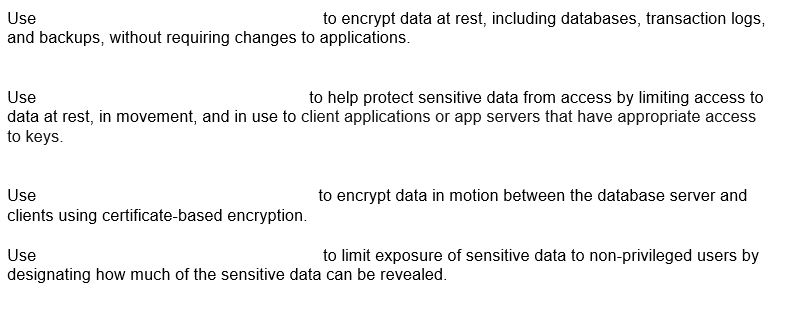 Use to encrypt data at rest, including databases, transaction logs,
and backups, without requiring changes to applications.
Use to help protect sensitive data from access by limiting access to
data at rest, in movement, and in use to client applications or app servers that have appropriate access
to keys.
Use to encrypt data in motion between the database server and
clients using certificate-based encryption.
Use to limit exposure of sensitive data to non-privileged users by
designating how much of the sensitive data can be revealed.